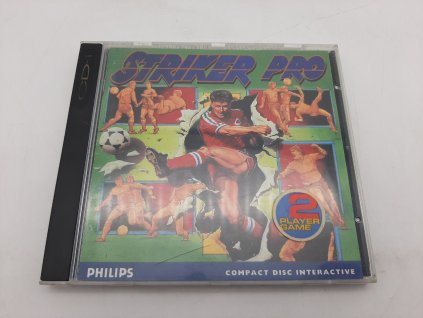 STRIKER PRO
2
PLAYER
GAME
PHILIPS
COMPACT DISC INTERACTIVE